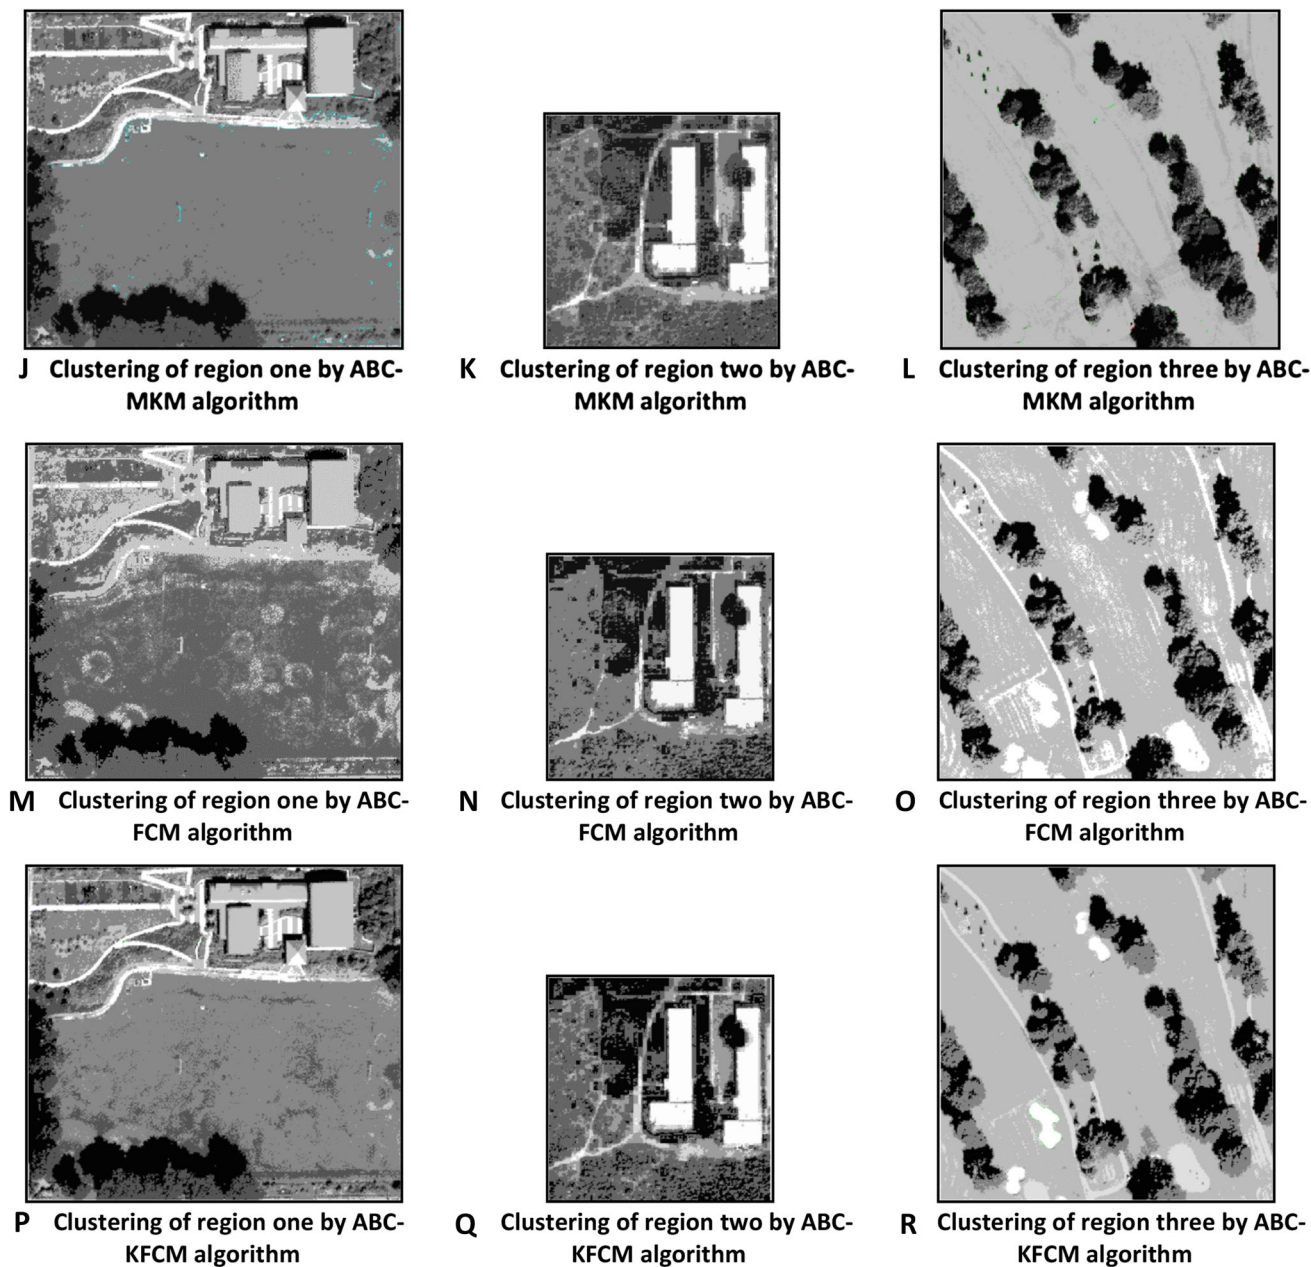 J Clustering of region one by ABC-
MKM algorithm
K Clustering of region two by ABC-
MKM algorithm
L Clustering of region three by ABC-
MKM algorithm
M Clustering of region one by ABC-
FCM algorithm
N Clustering of region two by ABC-
FCM algorithm
O Clustering of region three by ABC-
FCM algorithm
P Clustering of region one by ABC-
KFCM algorithm
Q Clustering of region two by ABC-
KFCM algorithm
R Clustering of region three by ABC-
KFCM algorithm